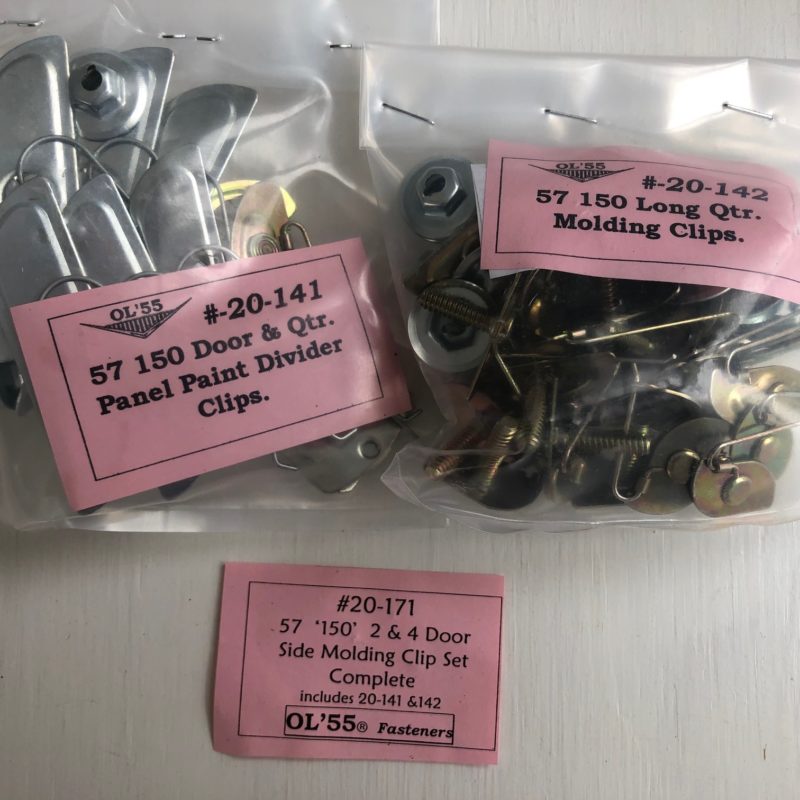 OL'55
#-20-141
57 150 Door & Qtr.
Panel Paint Divider
Clips.
OL'55
#-20-142
57 150 Long Qtr.
Molding Clips.
#20-171
57 '150' 2 & 4 Door
Side Molding Clip Set
Complete
includes 20-141 &142
OL'55® Fasteners